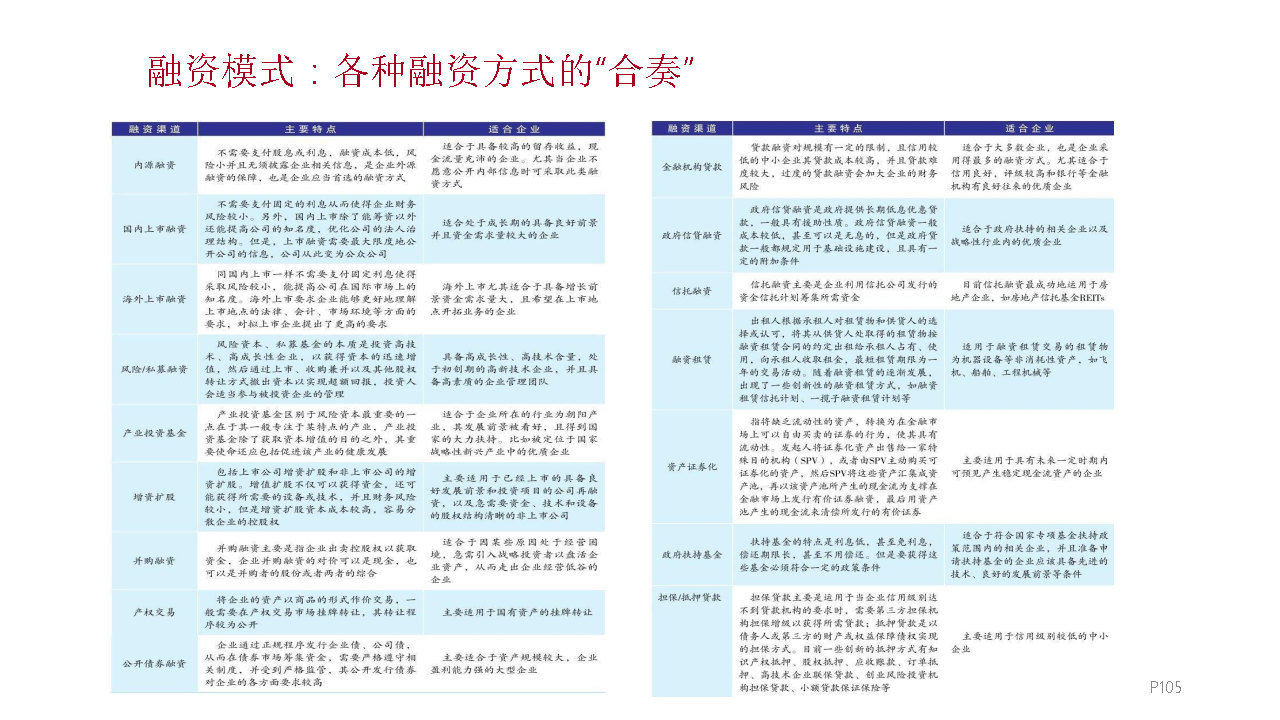 融资模式：各种融资方式的“合奏”
融资渠道 主要特点 适合企业
内源融资
不需要支付股息或利息，融资成本低，风
险小并且无须披露企业相关信息，是企业外源
融资的保障，也是企业应当首选的融资方式
适合于具备较高的留存收益，现
金流量充沛的企业。尤其当企业不
愿意公开内部信息时可采取此类融
资方式
国内上市融资
不需要支付固定的利息从而使得企业财务
风险较小。另外，国内上市除了能筹资以外
还能提高公司的知名度，优化公司的法人治
理结构。但是，上市融资需要最大限度地公
开公司的信息，公司从此变为公众公司
适合处于成长期的具备良好前景
并且资金需求量较大的企业
海外上市融资
同国内上市一样不需要支付固定利息使得
采取风险较小，能提高公司在国际市场上的
知名度。海外上市要求企业能够更好地理解
上市地点的法律、会计、市场环境等方面的
要求，对拟上市企业提出了更高的要求
海外上市尤其适合于具备增长前
景资金需求量大，且希望在上市地
点开拓业务的企业
风险/私募融资
风险资本、私募基金的本质是投资高技
术、高成长性企业，以获得资本的迅速增
值，然后通过上市、收购兼并以及其他股权
转让方式撤出资本以实现超额回报，投资人
会适当参与被投资企业的管理
具备高成长性、高技术含量，处
于初创期的高新技术企业，并且具
备高素质的企业管理团队
产业投资基金
产业投资基金区别于风险资本最重要的一
点在于其一般专注于某特点的产业，产业投
资基金除了获取资本增值的目的之外，其重
要使命还应包括促进该产业的健康发展
适合于企业所在的行业为朝阳产
业，其发展前景被看好，且得到国
家的大力扶持。比如被定位于国家
战略性新兴产业中的优质企业
增资扩股
包括上市公司增资扩股和非上市公司的增
资扩股。增值扩股不仅可以获得资金，还可
能获得所需要的设备或技术，并且财务风险
较小，但是增资扩股资本成本较高，容易分
散企业的控股权
主要适用于已经上市的具备良
好发展前景和投资项目的公司再融
资，以及急需要资金、技术和设备
的股权结构清晰的非上市公司
并购融资
并购融资主要是指企业出卖控股权以获取
资金，企业并购融资的对价可以是现金，也
可以是并购者的股份或者两者的综合
适合于因某些原因处于经营困
境，急需引入战略投资者以盘活企
业资产，从而走出企业经营低谷的
企业
产权交易
将企业的资产以商品的形式作价交易，一
般需要在产权交易市场挂牌转让，其转让程
序较为公开
主要适用于国有资产的挂牌转让
公开债券融资
企业通过正规程序发行企业债、公司债，
从而在债券市场筹集资金，需要严格遵守相
关制度，并受到严格监管，其公开发行债券
对企业的各方面要求较高
主要适合于资产规模较大，企业
盈利能力强的大型企业
融资渠道 主要特点 适合企业
金融机构贷款
贷款融资对规模有一定的限制，且信用较
低的中小企业其贷款成本较高，并且贷款难
度较大，过度的贷款融资会加大企业的财务
风险
适合于大多数企业，也是企业采
用得最多的融资方式。尤其适合于
信用良好，评级较高和银行等金融
机构有良好往来的优质企业
政府信贷融资
政府信贷融资是政府提供长期低息优惠贷
款，一般具有援助性质。政府信贷融资一般
成本较低，甚至可以是无息的，但是政府贷
款一般都规定用于基础设施建设，且具有一
定的附加条件
适合于政府扶持的相关企业以及
战略性行业内的优质企业
信托融资
信托融资主要是企业利用信托公司发行的
资金信托计划筹集所需资金
目前信托融资最成功地运用于房
地产企业，如房地产信托基金REITs
融资租赁
出租人根据承租人对租赁物和供货人的选
择或认可，将其从供货人处取得的租赁物按
融资租赁合同的约定出租给承租人占有、使
用，向承租人收取租金，最短租赁期限为一
年的交易活动。随着融资租赁的逐渐发展，
出现了一些创新性的融资租赁方式，如融资
租赁信托计划、一揽子融资租赁计划等
适用于融资租赁交易的租赁物
为机器设备等非消耗性资产，如飞
机、船舶、工程机械等
资产证券化
指将缺乏流动性的资产，转换为在金融市
场上可以自由买卖的证券的行为，使其具有
流动性。发起人将证券化资产出售给一家特
殊目的机构（SPV），或者由SPV主动购买可
证券化的资产，然后SPV将这些资产汇集成资
产池，再以该资产池所产生的现金流为支撑在
金融市场上发行有价证券融资，最后用资产
池产生的现金流来清偿所发行的有价证券
主要适用于具有未来一定时期内
可预见产生稳定现金流资产的企业
政府扶持基金
扶持基金的特点是利息低，甚至免利息，
偿还期限长，甚至不用偿还。但是要获得这
些基金必须符合一定的政策条件
适合于符合国家专项基金扶持政
策范围内的相关企业，并且准备申
请扶持基金的企业应该具备先进的
技术、良好的发展前景等条件
担保/抵押贷款
担保贷款主要是运用于当企业信用级别达
不到贷款机构的要求时，需要第三方担保机
构担保增级以获得所需贷款；抵押贷款是以
债务人或第三方的财产或权益保障债权实现
的担保方式。目前一些创新的抵押方式有知
识产权抵押、股权抵押、应收账款、订单抵
押、高技术企业联保贷款、创业风险投资机
构担保贷款、小额贷款保证保险等
主要适用于信用级别较低的中小
企业
P105